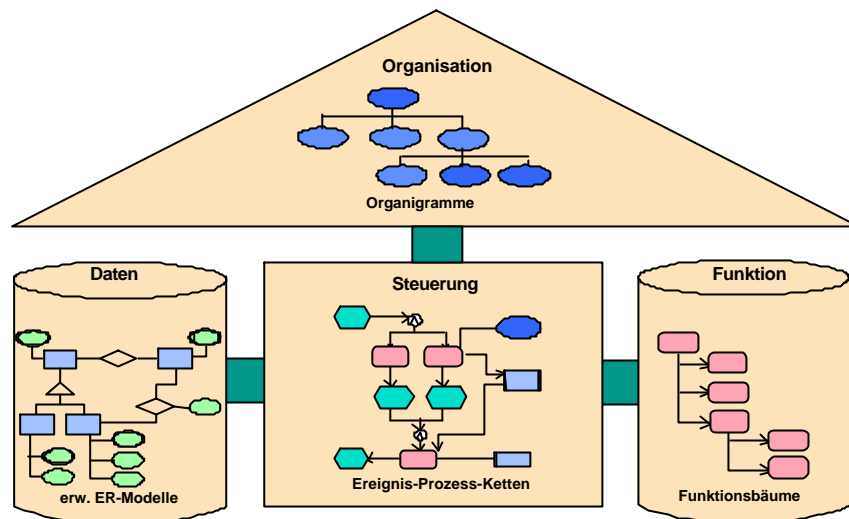 Organisation
Organigramme
Daten
Steuerung
Funktion
erw. ER-Modelle
Ereignis-Prozess-Ketten
Funktionsbäume